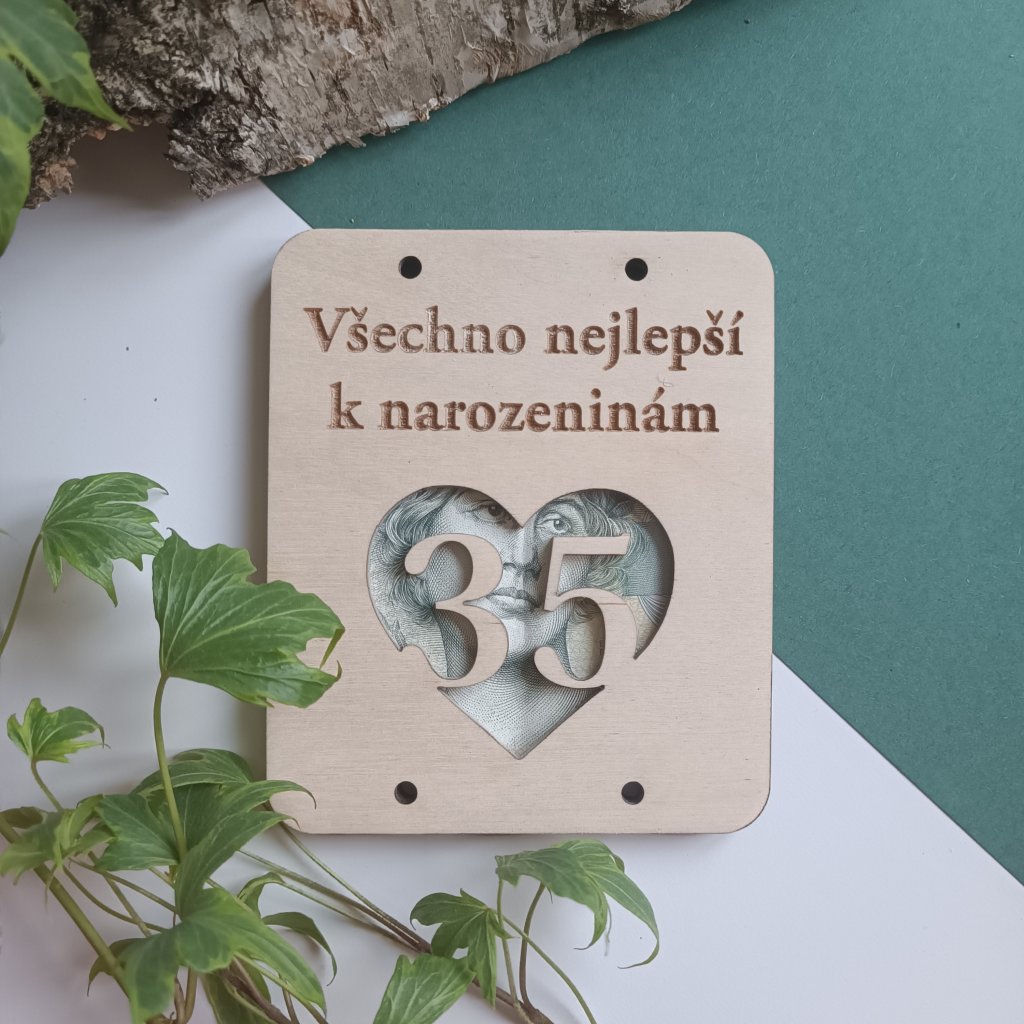 Všechno nejlepší
k narozeninám
35